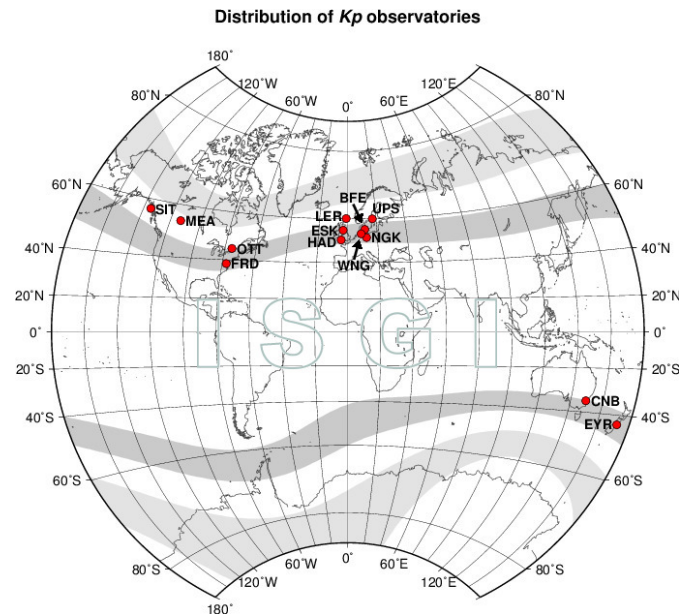 Distribution of Kp observatories
180°
120°W
120°E
60°W
60°E
0°
80°N
80°N
60°N
60°N
BFE
UPS
LER
SIT
MEA
ESK
HAD
NGK
OTT
WNG
FRD
40°N
40°N
20°N
20°N
ISGI
0°
0°
20°S
20°S
CNB
EYR
40°S
40°S
60°S
60°S
0°
60°W
60°E
80°S
80°S
120°W
120°E
180°